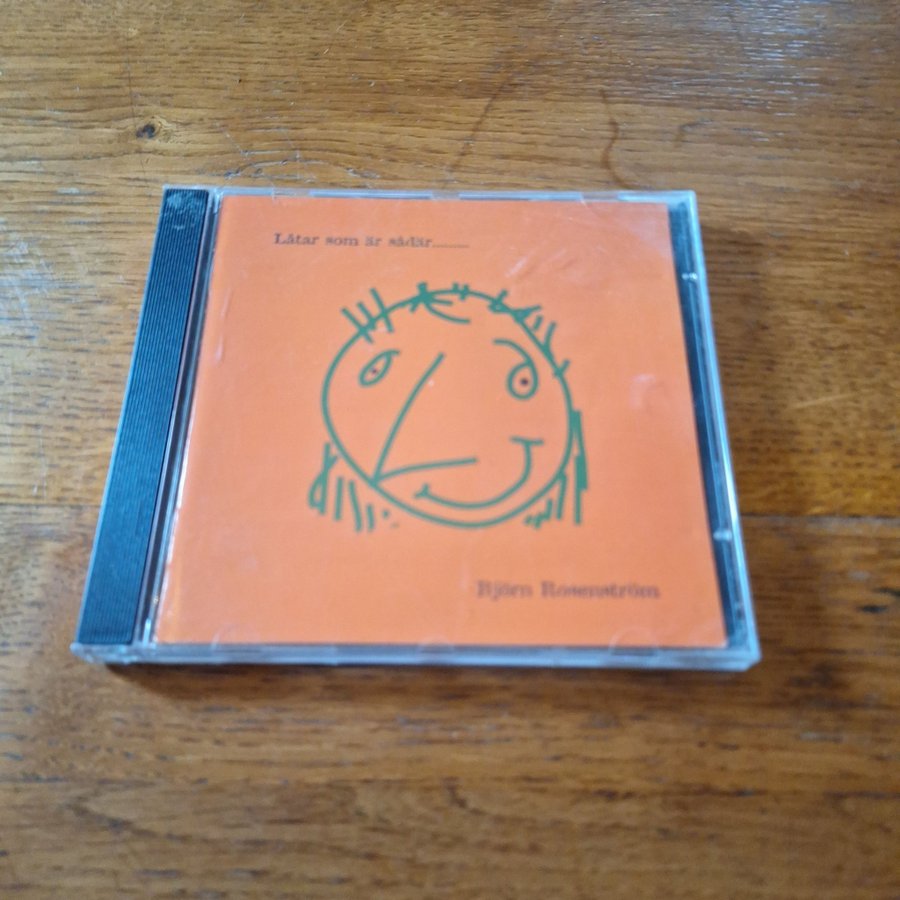 Låtar som är sådär.........
Björn Rosenström